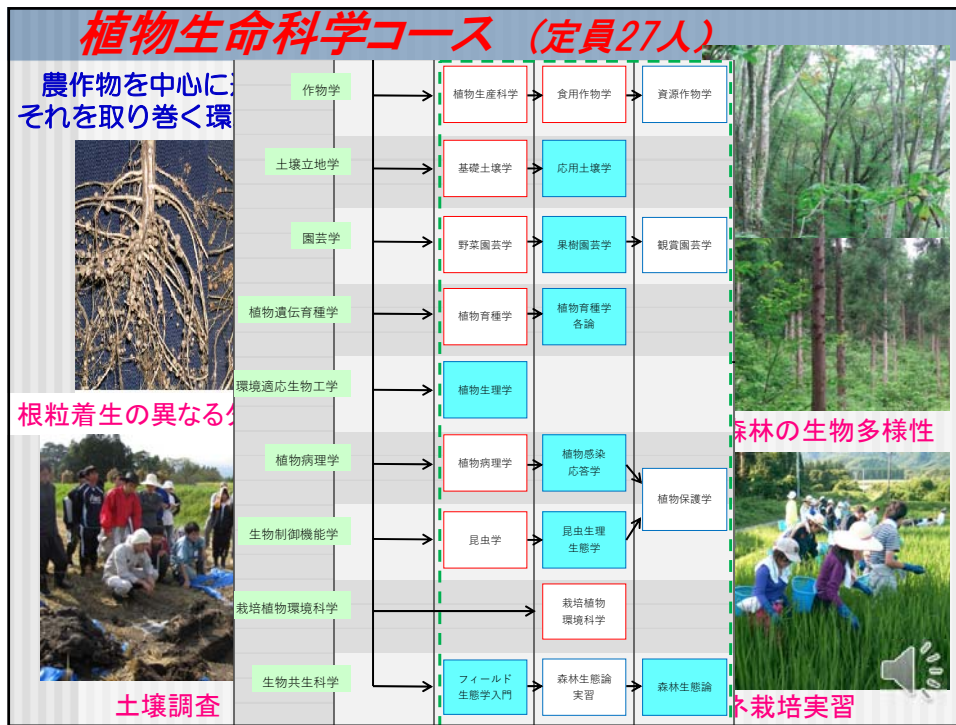 植物生命科学コース (定員27人)
農作物を中心に
それを取り巻く環
作物学
植物生産科学
食用作物学
資源作物学
土壌立地学
基礎土壌学
応用土壌学
園芸学
野菜園芸学
果樹園芸学
観賞園芸学
植物遺伝育種学
植物育種学
植物育種学
各論
環境適応生物工学
植物生理学
根粒着生の異なる
森林の生物多様性
植物病理学
植物病理学
植物感染
応答学
植物保護学
生物制御機能学
昆虫学
昆虫生理
生態学
栽培植物環境科学
栽培植物
環境科学
生物共生科学
フィールド
生態学入門
森林生態論
実習
森林生態論
土壌調査
ネ栽培実習